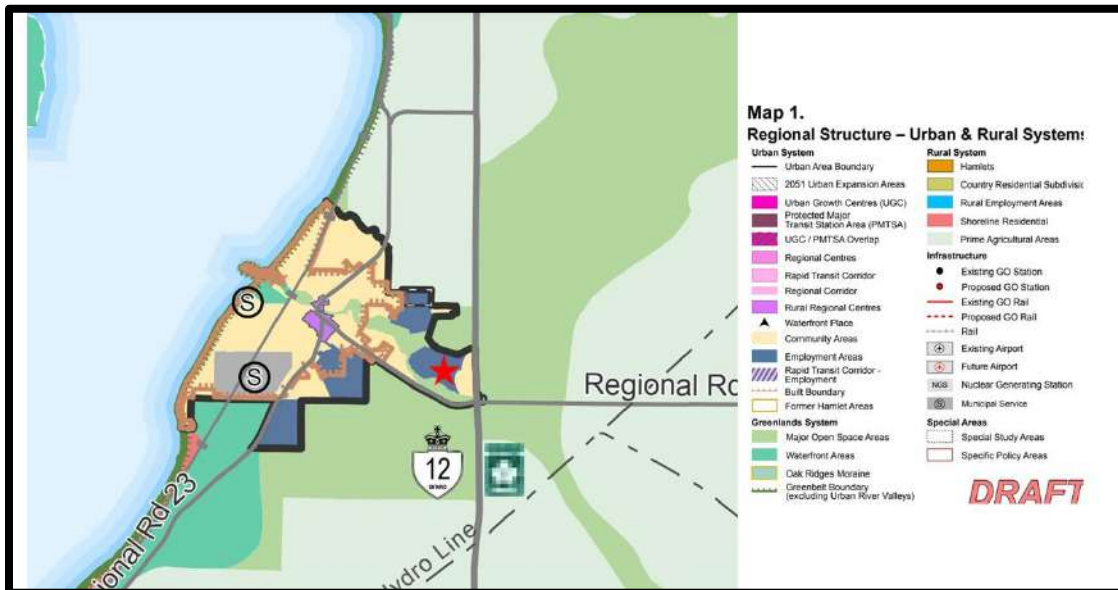 S
S
Regional Rd
12
ional Rd 23
ydro Line
Map 1.
Regional Structure – Urban & Rural Systems
Urban System
Urban Area Boundary
2051 Urban Expansion Areas
Urban Growth Centres (UGC)
Protected Major
Transit Station Area (PMTSA)
UGC / PMTSA Overlap
Regional Centres
Rapid Transit Corridor
Regional Corridor
Rural Regional Centres
Waterfront Place
Community Areas
Employment Areas
Rapid Transit Corridor -
Employment
Built Boundary
Former Hamlet Areas
Greenlands System
Major Open Space Areas
Waterfront Areas
Oak Ridges Moraine
Greenbelt Boundary
(excluding Urban River Valleys)
Rural System
Hamlets
Country Residential Subdivisi
Rural Employment Areas
Shoreline Residential
Prime Agricultural Areas
Infrastructure
Existing GO Station
Proposed GO Station
Existing GO Rail
Proposed GO Rail
Rail
Existing Airport
Future Airport
NGS Nuclear Generating Station
S Municipal Service
Special Areas
Special Study Areas
Specific Policy Areas
DRAFT